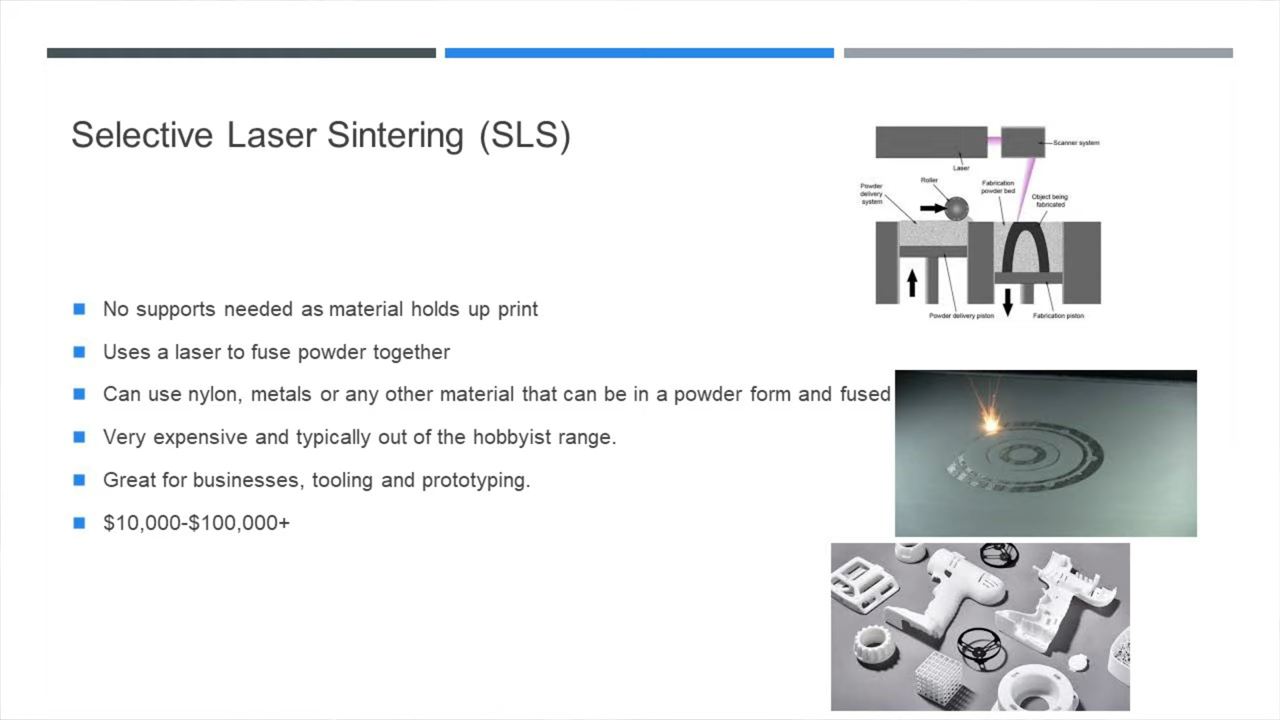 Selective Laser Sintering (SLS)
No supports needed as material holds up print
Uses a laser to fuse powder together
Can use nylon, metals or any other material that can be in a powder form and fused
Very expensive and typically out of the hobbyist range.
Great for businesses, tooling and prototyping.
$10,000-$100,000+
Scanner system
Laser
Roller
Powder
delivery
system
Fabrication
powder bed
Object being
fabricated
Powder delivery piston
Fabrication piston